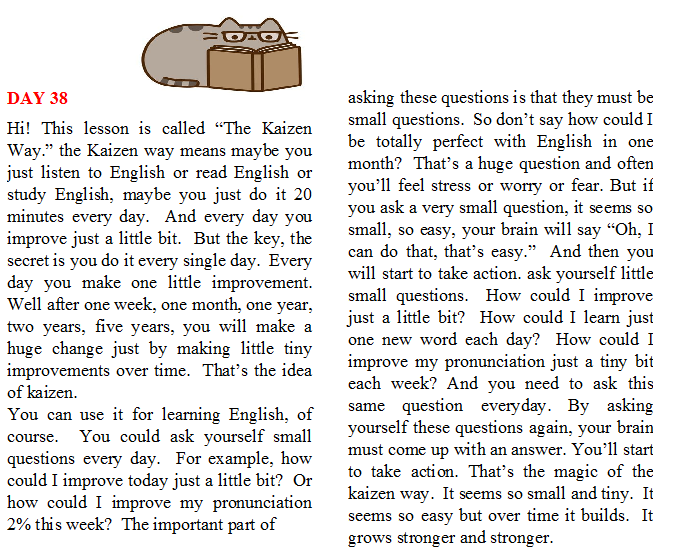 DAY 38
Hi! This lesson is called “The Kaizen
Way.” the Kaizen way means maybe you
just listen to English or read English or
study English, maybe you just do it 20
minutes every day. And every day you
improve just a little bit. But the key, the
secret is you do it every single day. Every
day you make one little improvement.
Well after one week, one month, one year,
two years, five years, you will make a
huge change just by making little tiny
improvements over time. That’s the idea
of kaizen.
You can use it for learning English, of
course. You could ask yourself small
questions every day. For example, how
could I improve today just a little bit? Or
how could I improve my pronunciation
2% this week? The important part of
asking these questions is that they must be
small questions. So don’t say how could I
be totally perfect with English in one
month? That’s a huge question and often
you’ll feel stress or worry or fear. But if
you ask a very small question, it seems so
small, so easy, your brain will say “Oh, I
can do that, that’s easy.” And then you
will start to take action. ask yourself little
small questions. How could I improve
just a little bit? How could I learn just
one new word each day? How could I
improve my pronunciation just a tiny bit
each week? And you need to ask this
same question everyday. By asking
yourself these questions again, your brain
must come up with an answer. You’ll start
to take action. That’s the magic of the
kaizen way. It seems so small and tiny. It
seems so easy but over time it builds. It
grows stronger and stronger.